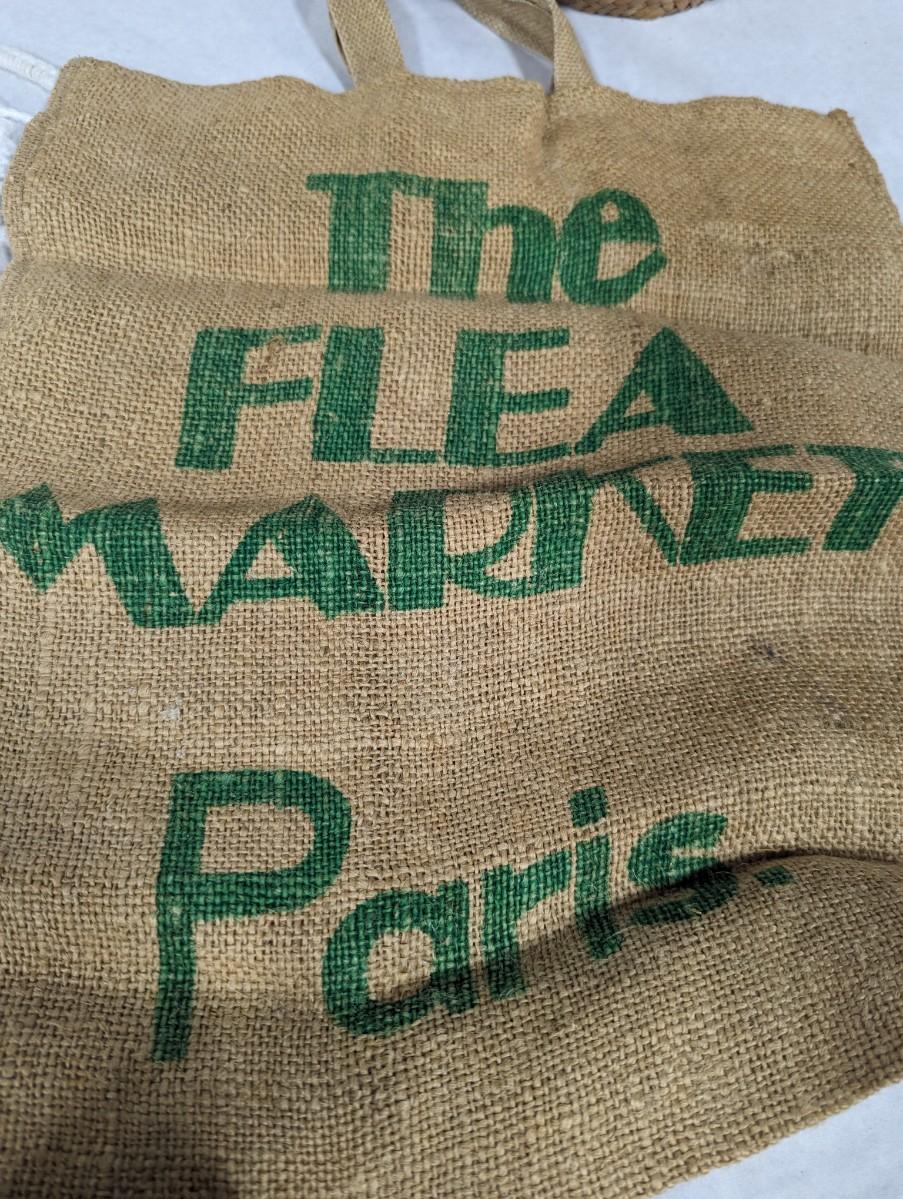 The
FLEA
MARKET
Paris.